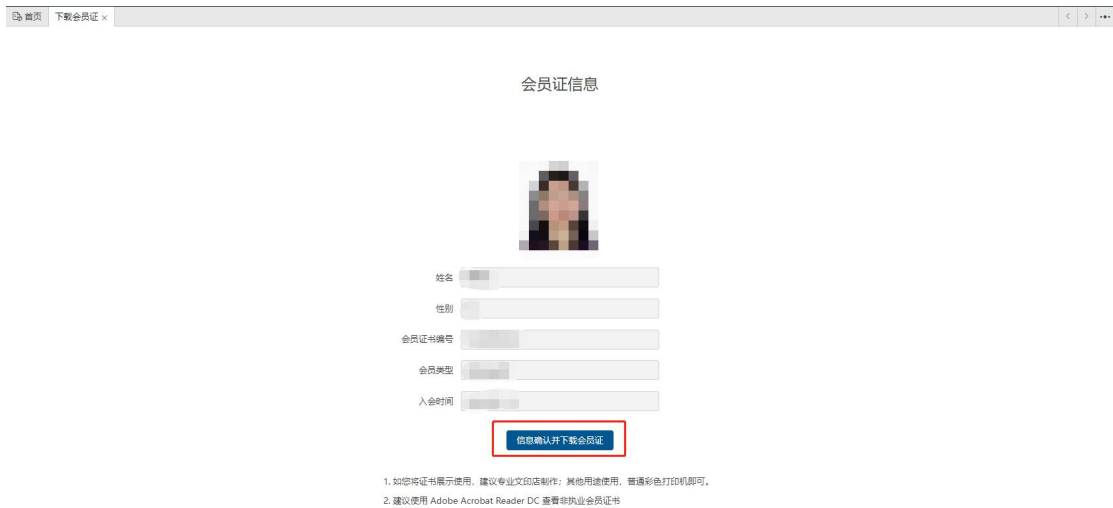 首页 下载会员证
会员证信息
姓名
性别
会员证书编号
会员类型
入会时间
信息确认并下载会员证
1. 如您将证书展示使用，建议专业文印店制作；其他用途使用，普通彩色打印机即可。
2. 建议使用 Adobe Acrobat Reader DC 查看非执业会员证书